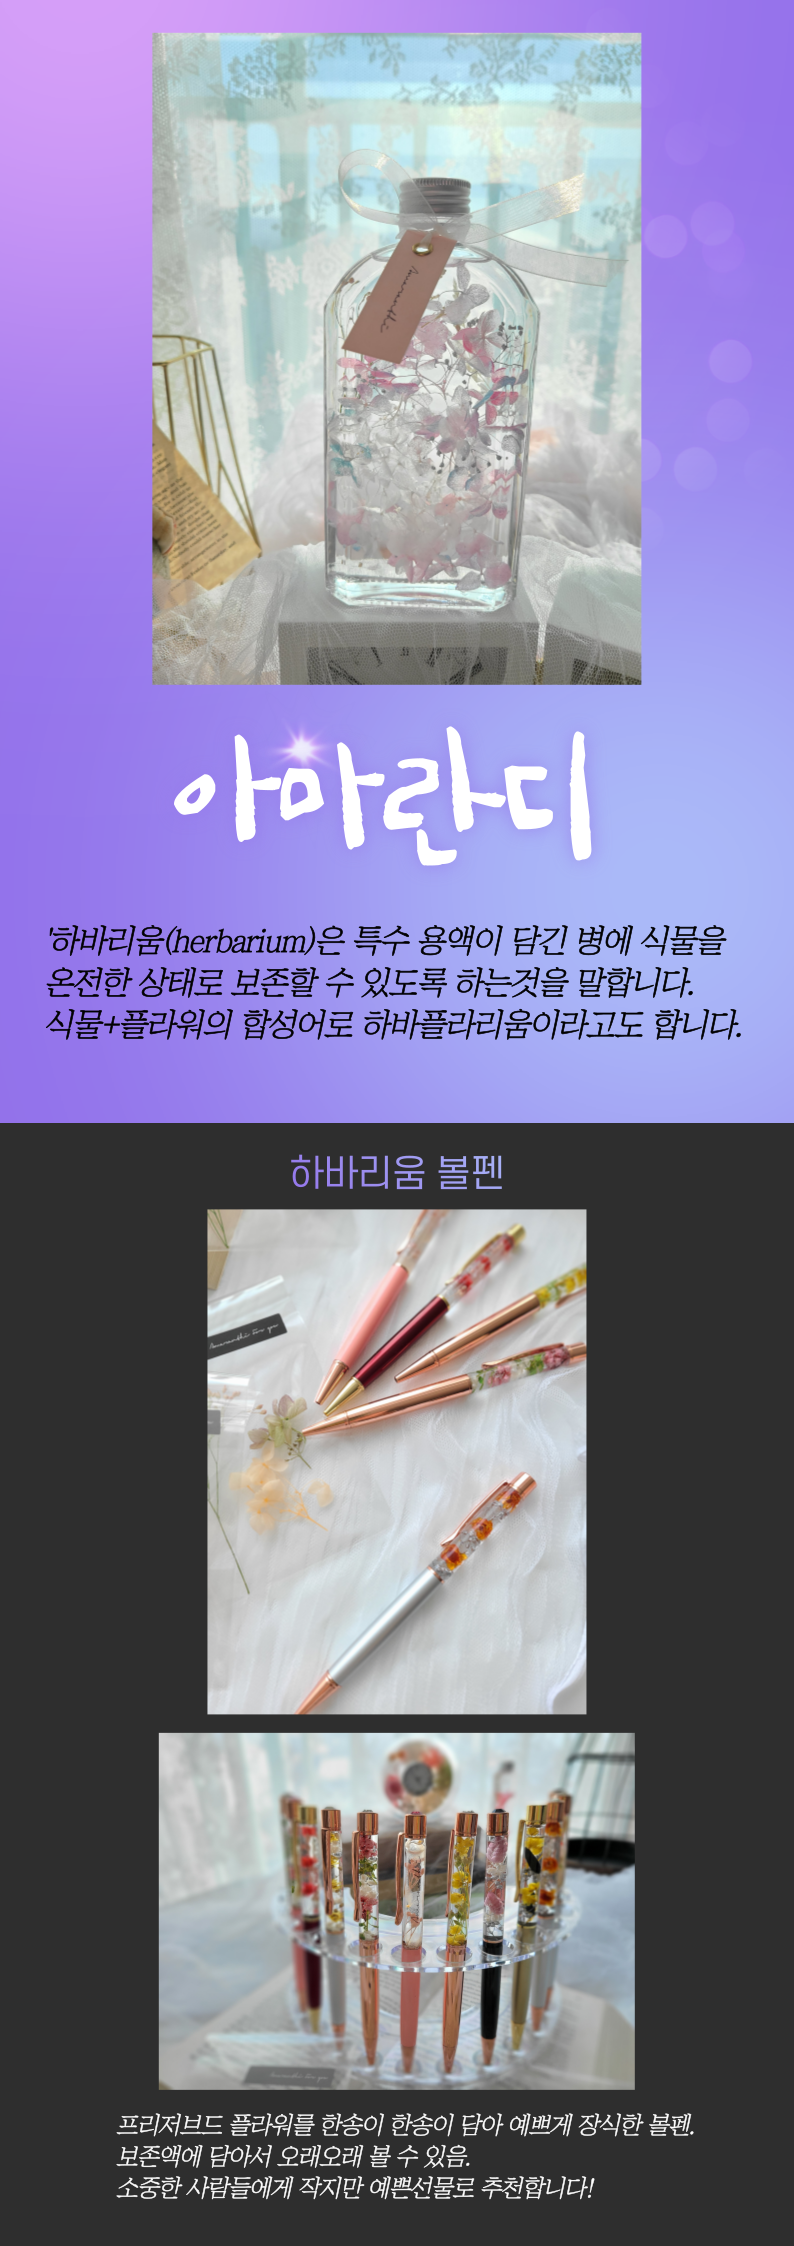 Amaranthi
아마란디
'하바리움(herbarium)은 특수 용액이 담긴 병에 식물을
온전한 상태로 보존할 수 있도록 하는것을 말합니다.
식물+플라워의 합성어로 하바플라리움이라고도 합니다.
하바리움 볼펜
Amaranthi for you
프리저브드 플라워를 한송이 한송이 담아 예쁘게 장식한 볼펜.
보존액에 담아서 오래오래 볼 수 있음.
소중한 사람들에게 작지만 예쁜선물로 추천합니다!